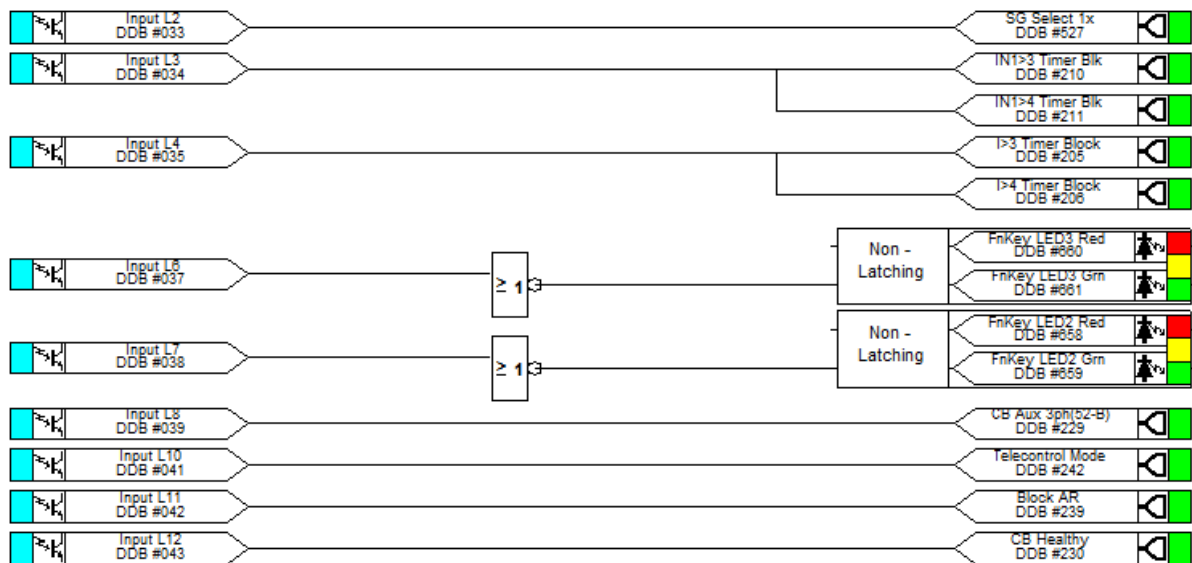 Input L2
DDB #033
SG Select 1x
DDB #527
Input L3
DDB #034
IN1>3 Timer Blk
DDB #210
IN1>4 Timer Blk
DDB #211
Input L4
DDB #035
I>3 Timer Block
DDB #205
I>4 Timer Block
DDB #206
Input L6
DDB #037
≥ 1
Non -
Latching
FnKey LED3 Red
DDB #660
FnKey LED3 Grn
DDB #661
Input L7
DDB #038
≥ 1
Non -
Latching
FnKey LED2 Red
DDB #658
FnKey LED2 Grn
DDB #659
Input L8
DDB #039
CB Aux 3ph(52-B)
DDB #229
Input L10
DDB #041
Telecontrol Mode
DDB #242
Input L11
DDB #042
Block AR
DDB #239
Input L12
DDB #043
CB Healthy
DDB #230